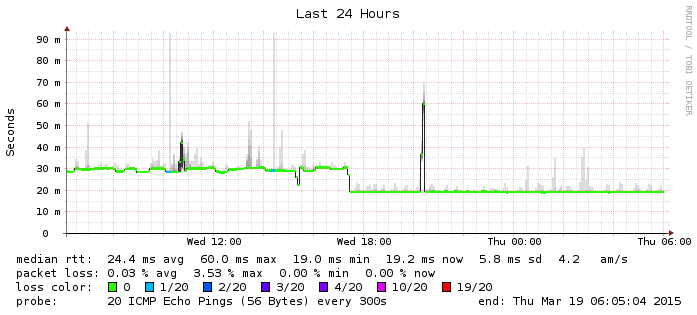 Last 24 Hours
RRDTOOL / TOBI OETIKER
Seconds
90 m
80 m
70 m
60 m
50 m
40 m
30 m
20 m
10 m
0
Wed 12:00 Wed 18:00 Thu 00:00 Thu 06:00
median rtt: 24.4 ms avg 60.0 ms max 19.0 ms min 19.2 ms now 5.8 ms sd 4.2 am/s
packet loss: 0.03 % avg 3.53 % max 0.00 % min 0.00 % now
loss color: 0 1/20 2/20 3/20 4/20 10/20 19/20
probe: 20 ICMP Echo Pings (56 Bytes) every 300s end: Thu Mar 19 06:05:04 2015